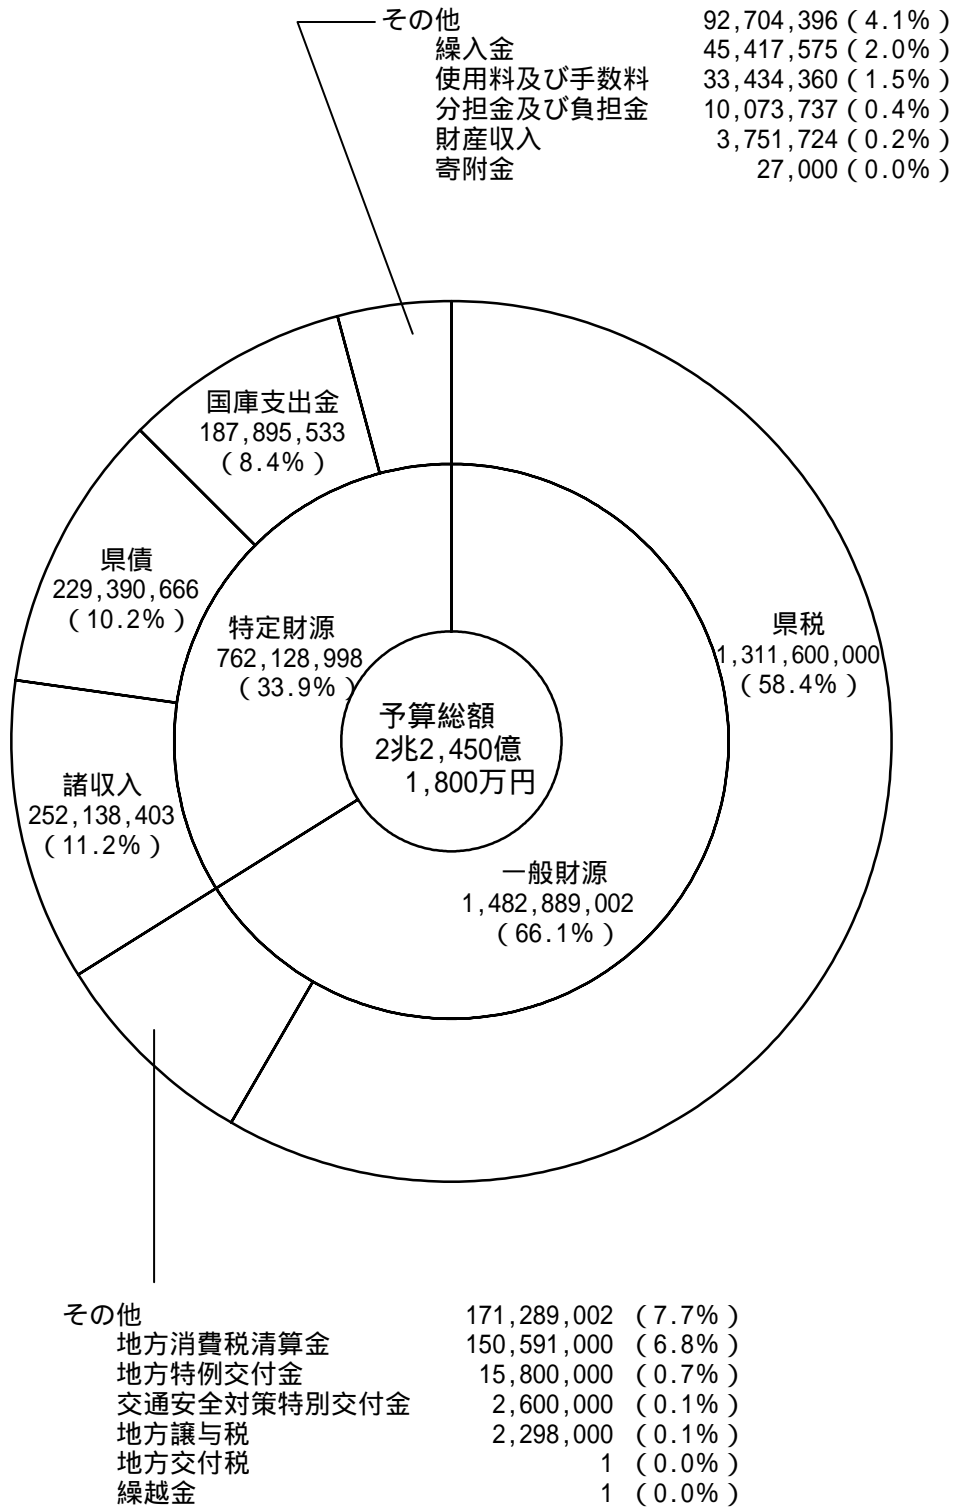 その他 92,704,396（4.1%）
繰入金 45,417,575（2.0%）
使用料及び手数料 33,434,360（1.5%）
分担金及び負担金 10,073,737（0.4%）
財産収入 3,751,724（0.2%）
寄附金 27,000（0.0%）
国庫支出金
187,895,533
（8.4%）
県債
229,390,666
（10.2%）
特定財源
762,128,998
（33.9%）
県税
1,311,600,000
（58.4%）
予算総額
2兆2,450億
1,800万円
諸収入
252,138,403
（11.2%）
一般財源
1,482,889,002
（66.1%）
その他 171,289,002 （7.7%）
地方消費税清算金 150,591,000 （6.8%）
地方特例交付金 15,800,000 （0.7%）
交通安全対策特別交付金 2,600,000 （0.1%）
地方譲与税 2,298,000 （0.1%）
地方交付税 1 （0.0%）
繰越金 1 （0.0%）